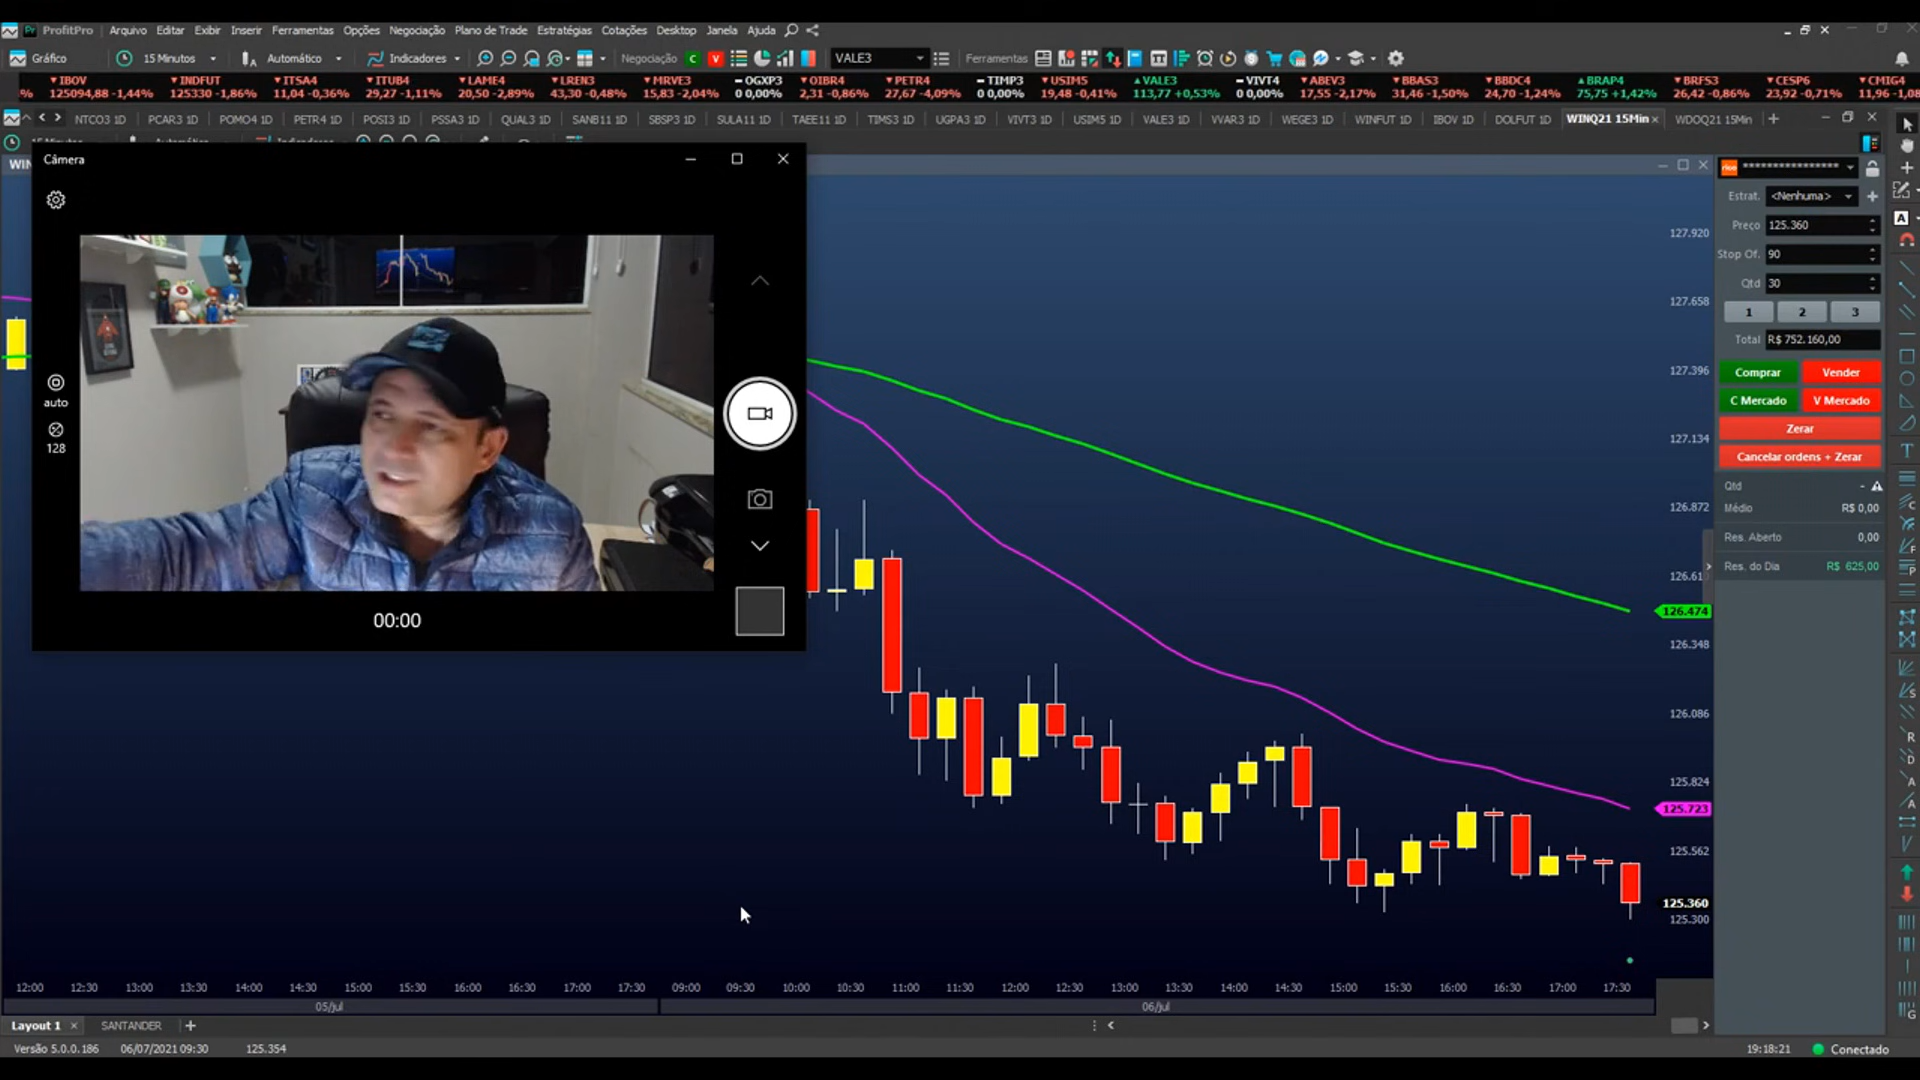 ProfitPro Arquivo Editar Exibir Inserir Ferramentas Opções Negociação Plano de Trade Estratégias Cotações Desktop Janela Ajuda
Gráfico 15 Minutos Automático Indicadores Negociação C V VALE3 Ferramentas
IBOV INDFUT ITSA4 ITUB4 LAME4 LREN3 MRVE3 OGXP3 OIBR4 PETR4 TIMP3 USIM5 VALE3 VIVT4 ABEV3 BBAS3 BBDC4 BRAP4 BRFS3 CESP6 CMIG4
% 125094,88 -1,44% 125330 -1,86% 11,04 -0,36% 29,27 -1,11% 20,50 -2,89% 43,30 -0,48% 15,83 -2,04% 0 0,00% 2,31 -0,86% 27,67 -4,09% 0 0,00% 19,48 -0,41% 113,77 +0,53% 0 0,00% 17,55 -2,17% 31,46 -1,50% 24,70 -1,24% 75,75 +1,42% 26,42 -0,86% 23,92 -0,71% 11,96 -1,08
NTCO3 1D PCAR3 1D POMO4 1D PETR4 1D POSI3 1D PSSA3 1D QUAL3 1D SANB11 1D SBSP3 1D SULA11 1D TAEE11 1D TIMS3 1D UGPA3 1D VIVT3 1D USIM5 1D VALE3 1D VVAR3 1D WEGE3 1D WINFUT 1D IBOV 1D DOLFUT 1D WINQ21 15Min WDOQ21 15Min
WIN
Câmera
auto
128
00:00
127.920
127.658
127.396
127.134
126.872
126.61
126.474
126.348
126.086
125.824
125.723
125.562
125.360
125.300
rico *****************
Estrat. <Nenhuma>
Preço 125.360
Stop Of. 90
Qtd 30
1 2 3
Total R$ 752.160,00
Comprar Vender
C Mercado V Mercado
Zerar
Cancelar ordens + Zerar
Qtd -
Médio R$ 0,00
Res. Aberto 0,00
Res. do Dia R$ 625,00
12:00 12:30 13:00 13:30 14:00 14:30 15:00 15:30 16:00 16:30 17:00 17:30 09:00 09:30 10:00 10:30 11:00 11:30 12:00 12:30 13:00 13:30 14:00 14:30 15:00 15:30 16:00 16:30 17:00 17:30
05/jul 06/jul
Layout 1 SANTANDER
Versão 5.0.0.186 06/07/2021 09:30 125.354 19:18:21 Conectado